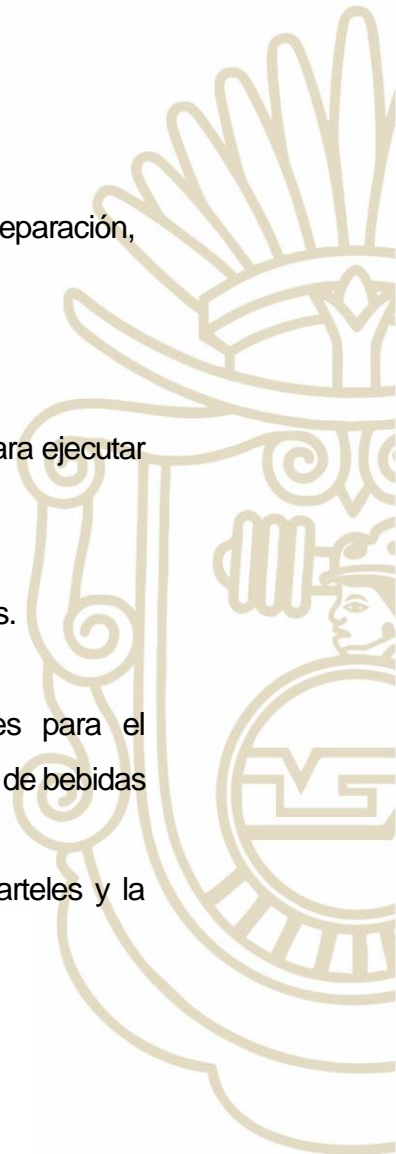 eparación,
ara ejecutar
s.
es para el
de bebidas
arteles y la